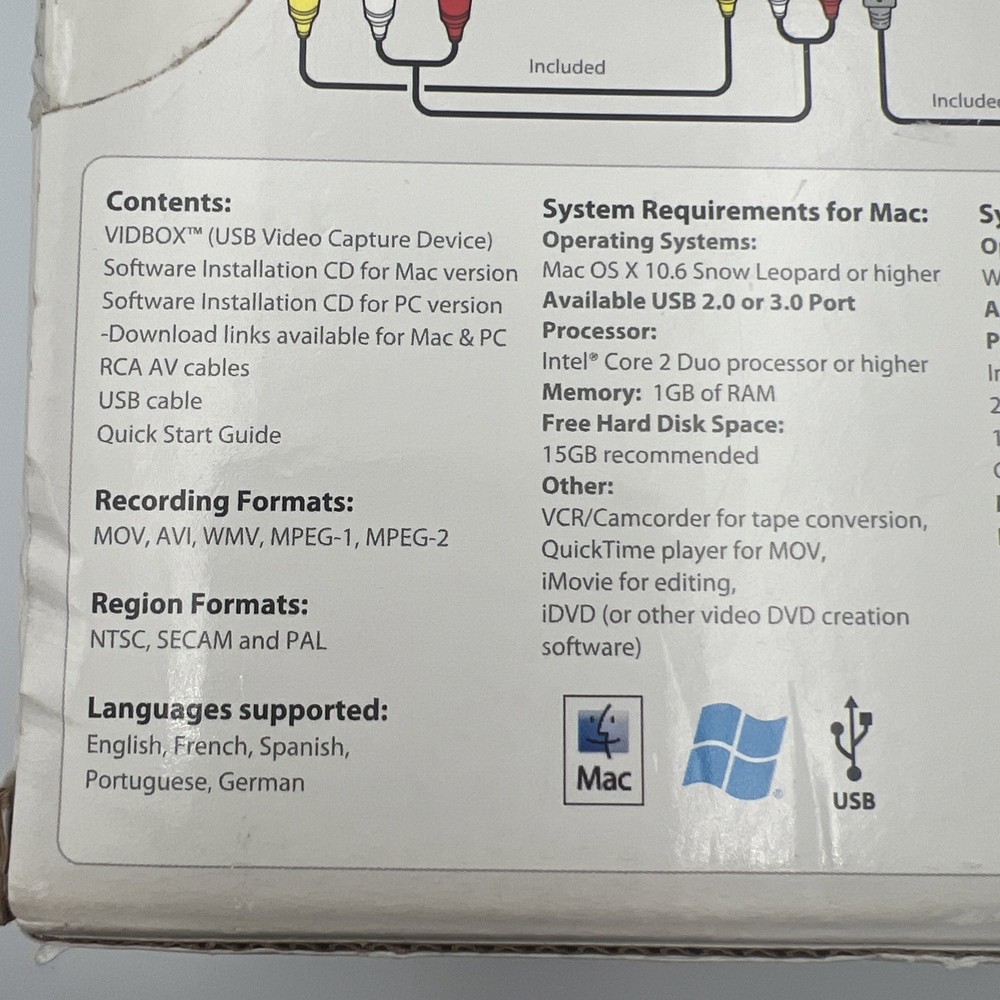 Included
Included
Contents:
VIDBOX™ (USB Video Capture Device)
Software Installation CD for Mac version
Software Installation CD for PC version
-Download links available for Mac & PC
RCA AV cables
USB cable
Quick Start Guide
Recording Formats:
MOV, AVI, WMV, MPEG-1, MPEG-2
Region Formats:
NTSC, SECAM and PAL
Languages supported:
English, French, Spanish,
Portuguese, German
System Requirements for Mac:
Operating Systems:
Mac OS X 10.6 Snow Leopard or higher
Available USB 2.0 or 3.0 Port
Processor:
Intel® Core 2 Duo processor or higher
Memory: 1GB of RAM
Free Hard Disk Space:
15GB recommended
Other:
VCR/Camcorder for tape conversion,
QuickTime player for MOV,
iMovie for editing,
iDVD (or other video DVD creation
software)
Mac
®
USB